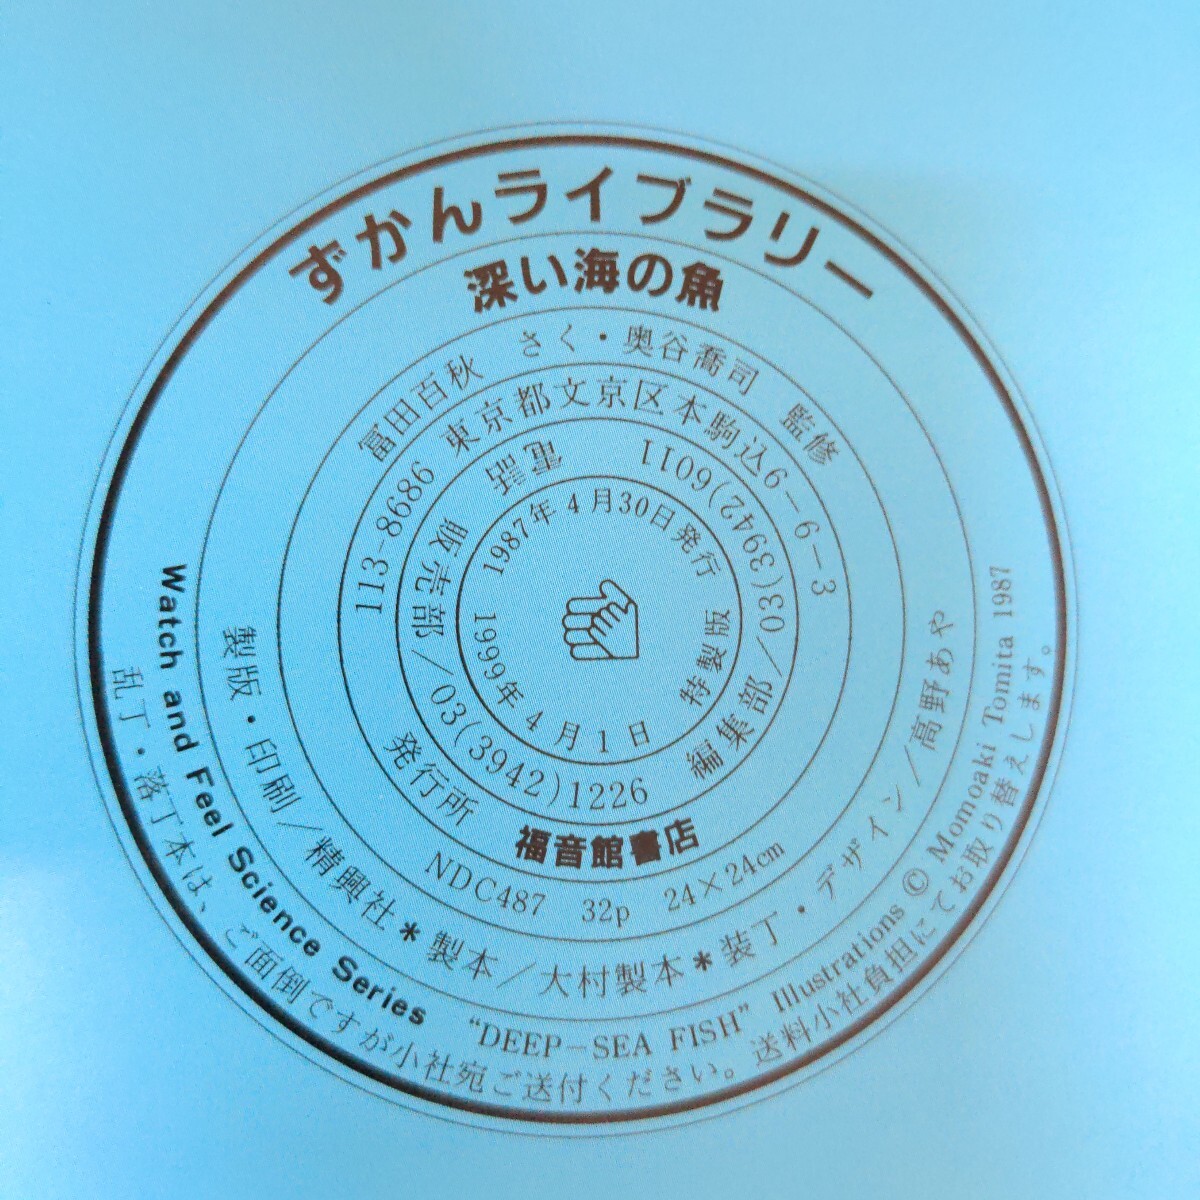 ずかんライブラリー
深い海の魚
冨田百秋 さく・奥谷喬司 監修
113-8686 東京都文京区本駒込6-6-3
電話 編集部/03(3942)6011
販売部/03(3942)1226
1987年4月30日発行
1999年4月1日 特製版
発行所 福音館書店
NDC487 32p 24×24cm
製版・印刷/精興社*製本/大村製本*装丁・デザイン/高野あや
Watch and Feel Science Series "DEEP-SEA FISH" Illustrations © Momoaki Tomita 1987
乱丁・落丁本は、ご面倒ですが小社宛ご送付ください。送料小社負担にてお取り替えします。